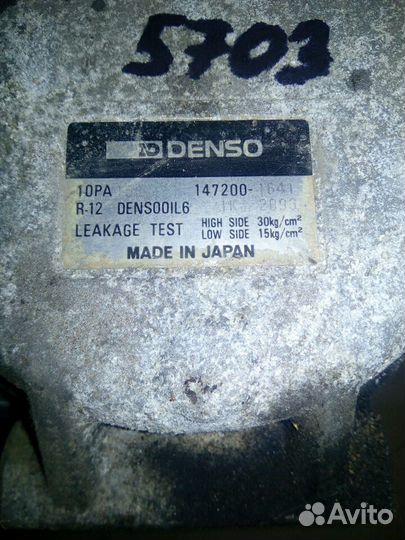 5703
DENSO
10PA 147200-1641
R-12 DENSOOIL6
LEAKAGE TEST HIGH SIDE 30kg/cm²
LOW SIDE 15kg/cm²
MADE IN JAPAN
Avito